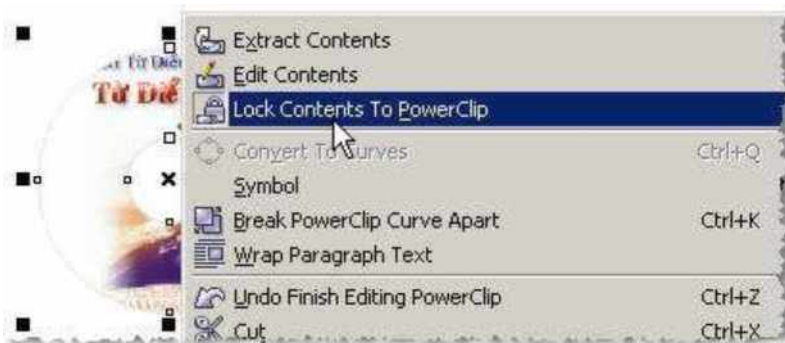 Từ Điể
Extract Contents
Edit Contents
Lock Contents To PowerClip
Convert To Curves Ctrl+Q
Symbol
Break PowerClip Curve Apart Ctrl+K
Wrap Paragraph Text
Undo Finish Editing PowerClip Ctrl+Z
Cut Ctrl+X